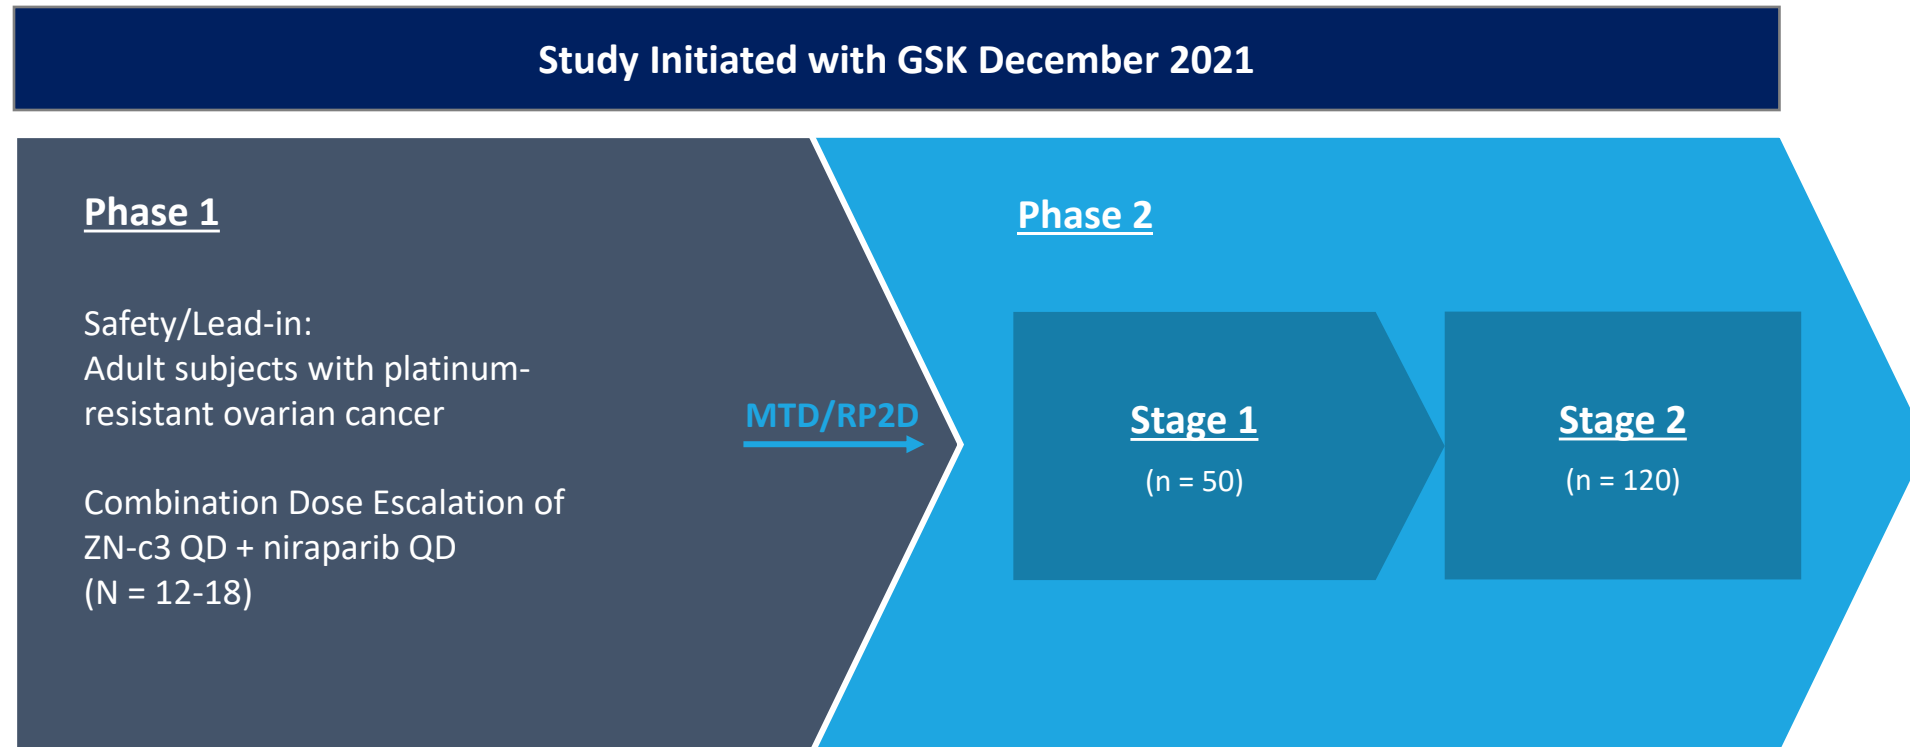 Study Initiated with GSK December 2021
Phase 1
Safety/Lead-in:
Adult subjects with platinum-
resistant ovarian cancer
Combination Dose Escalation of
ZN-c3 QD + niraparib QD
(N = 12-18)
MTD/RP2D
Phase 2
Stage 1
(n = 50)
Stage 2
(n = 120)